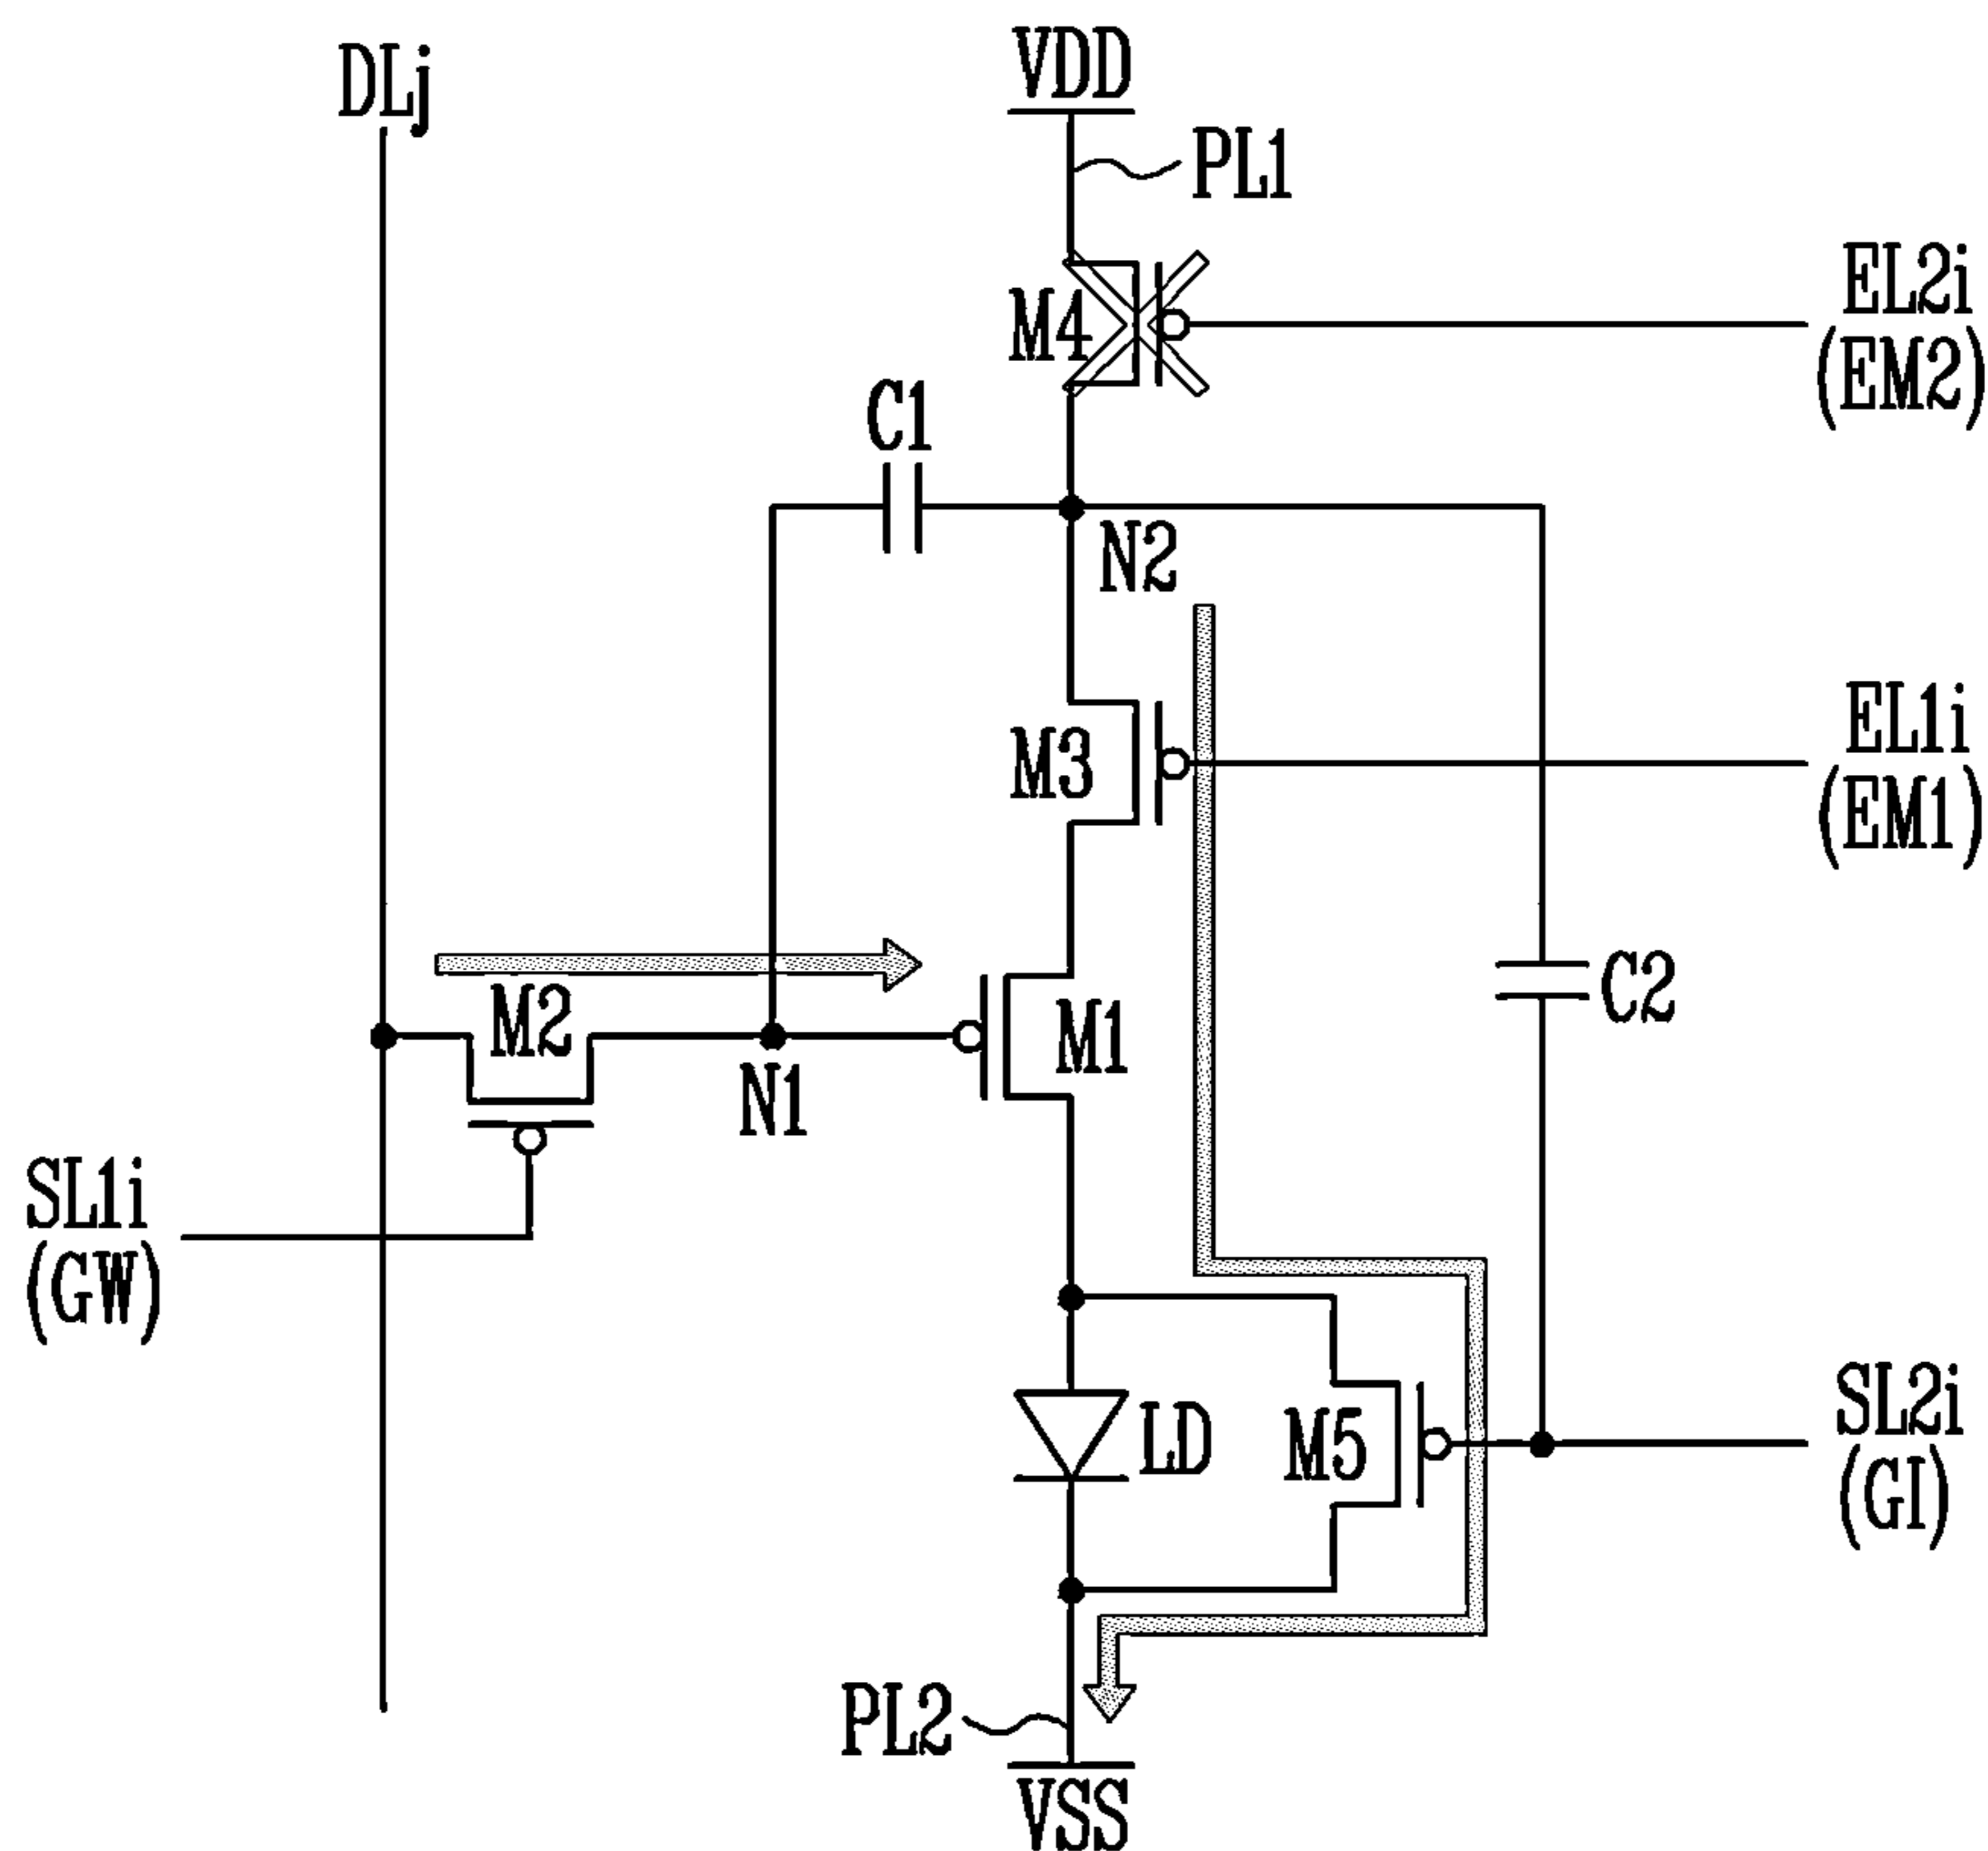 DLj
VDD
PL1
EL2i
(EM2)
M4
C1
N2
EL1i
(EM1)
M3
M2
M1
C2
N1
SL1i
(GW)
LD
M5
SL2i
(GI)
PL2
VSS